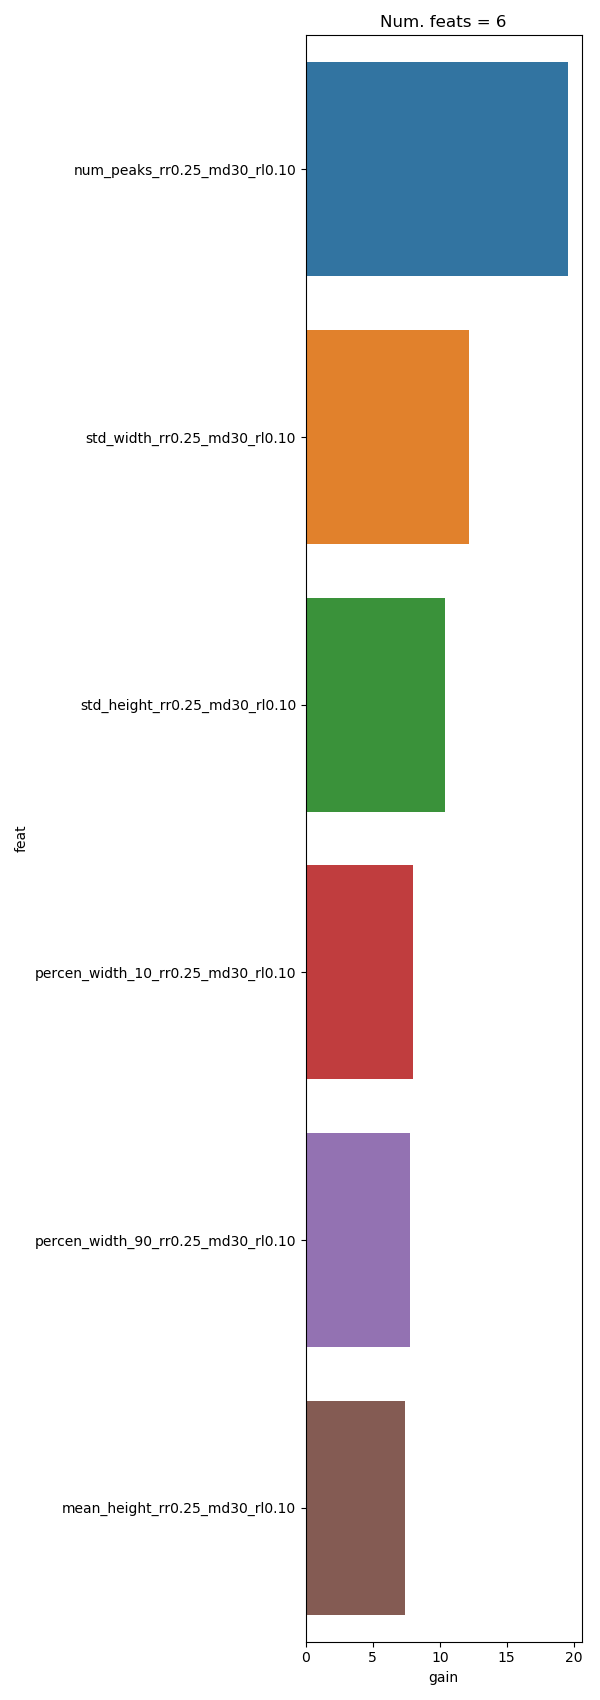 Num. feats = 6
num_peaks_rr0.25_md30_rl0.10
std_width_rr0.25_md30_rl0.10
std_height_rr0.25_md30_rl0.10
feat
percen_width_10_rr0.25_md30_rl0.10
percen_width_90_rr0.25_md30_rl0.10
mean_height_rr0.25_md30_rl0.10
0 5 10 15 20
gain